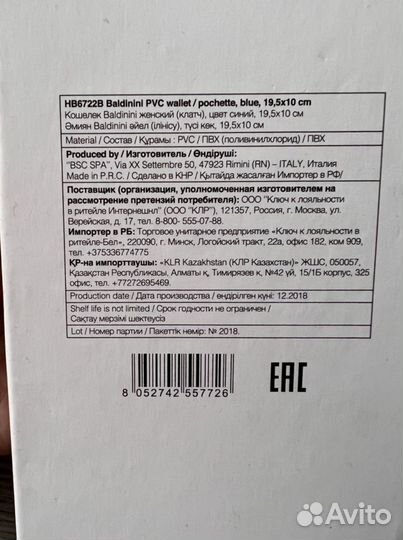 HB6722B Baldinini PVC wallet / pochette, blue, 19,5x10 cm
Кошелек Baldinini женский (клатч), цвет синий, 19,5x10 см
Әмиян Baldinini әйел (ілінісу), түсі көк, 19,5x10 см
Material / Состав / Құрамы : PVC / ПВХ (поливинилхлорид) / ПВХ
Produced by / Изготовитель / Өндіруші:
"BSC SPA", Via XX Settembre 50, 47923 Rimini (RN) – ITALY, Италия
Made in P.R.C. / Сделано в КНР / Қытайда жасалған Импортер в РФ/
Поставщик (организация, уполномоченная изготовителем на
рассмотрение претензий потребителя): ООО "Ключ к лояльности
в ритейле Интернешнл" (ООО "КЛР"), 121357, Россия, г. Москва, ул.
Верейская, д. 17, тел. 8-800- 555-07-88.
Импортер в РБ: Торговое унитарное предприятие «Ключ к лояльности в
ритейле-Бел», 220090, г. Минск, Логойский тракт, 22а, офис 182, ком 909,
тел. +375336774775
ҚР-на импорттаушы: «KLR Kazakhstan (КЛР Казахстан)» ЖШС, 050057,
Қазақстан Республикасы, Алматы қ, Тимирязев к, №42 үй, 15/1Б корпус, 325
офис, тел. +77272695469.
Production date / Дата производства / өндірілген күні: 12.2018
Shelf life is not limited / Срок годности не ограничен /
Сақтау мерзімі шектеусіз
Lot / Номер партии / Пакеттік немір: № 2018.
8 052742 557726
EAC
Avito